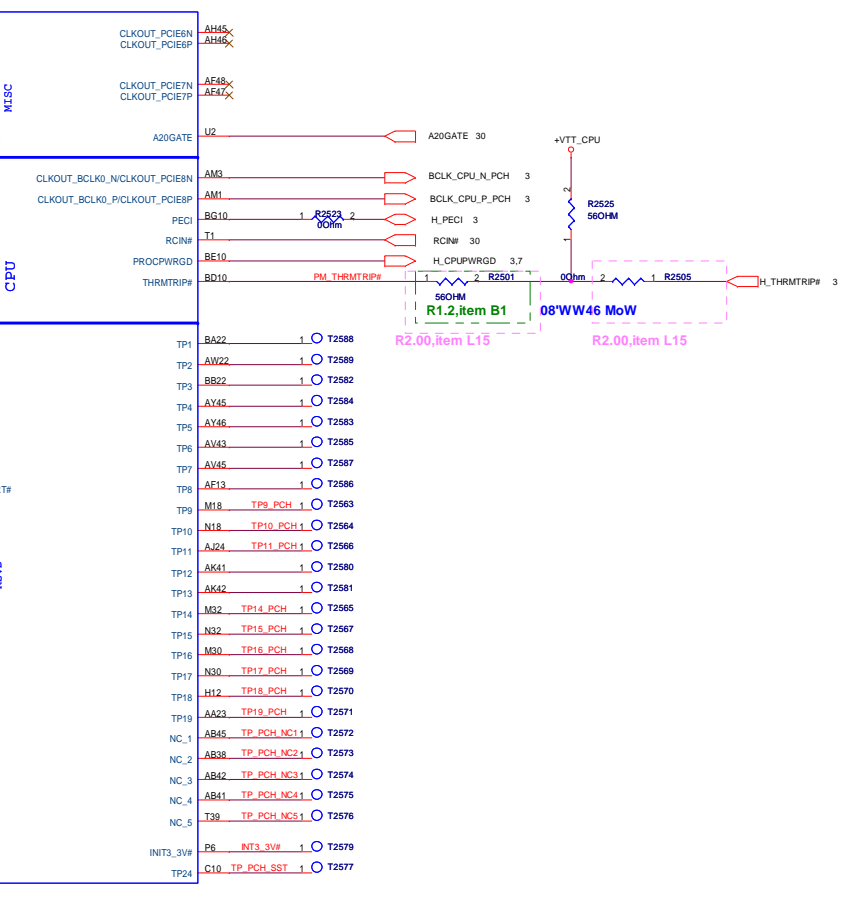 MISC
CLKOUT_PCIE6N AH45
CLKOUT_PCIE6P AH46
CLKOUT_PCIE7N AF48
CLKOUT_PCIE7P AF47
A20GATE U2 A20GATE 30
+VTT_CPU
CPU
CLKOUT_BCLK0_N/CLKOUT_PCIE8N AM3 BCLK_CPU_N_PCH 3
CLKOUT_BCLK0_P/CLKOUT_PCIE8P AM1 BCLK_CPU_P_PCH 3
2 R2525
56OHM
1
PECI BG10 1 R2523 2 H_PECI 3
0Ohm
RCIN# T1 RCIN# 30
PROCPWRGD BE10 H_CPUPWRGD 3,7
THRMTRIP# BD10 PM_THRMTRIP# 1 2 R2501 0Ohm 2 1 R2505 H_THRMTRIP# 3
56OHM
R1.2,item B1 08'WW46 MoW
R2.00,item L15 R2.00,item L15
TP1 BA22 1 T2588
TP2 AW22 1 T2589
TP3 BB22 1 T2582
TP4 AY45 1 T2584
TP5 AY46 1 T2583
TP6 AV43 1 T2585
TP7 AV45 1 T2587
TP8 AF13 1 T2586
T#
TP9 M18 TP9_PCH 1 T2563
TP10 N18 TP10_PCH 1 T2564
TP11 AJ24 TP11_PCH 1 T2566
TP12 AK41 1 T2580
TP13 AK42 1 T2581
TP14 M32 TP14_PCH 1 T2565
TP15 N32 TP15_PCH 1 T2567
TP16 M30 TP16_PCH 1 T2568
TP17 N30 TP17_PCH 1 T2569
TP18 H12 TP18_PCH 1 T2570
TP19 AA23 TP19_PCH 1 T2571
NC_1 AB45 TP_PCH_NC1 1 T2572
NC_2 AB38 TP_PCH_NC2 1 T2573
NC_3 AB42 TP_PCH_NC3 1 T2574
NC_4 AB41 TP_PCH_NC4 1 T2575
NC_5 T39 TP_PCH_NC5 1 T2576
INIT3_3V# P6 INT3_3V# 1 T2579
TP24 C10 TP_PCH_SST 1 T2577